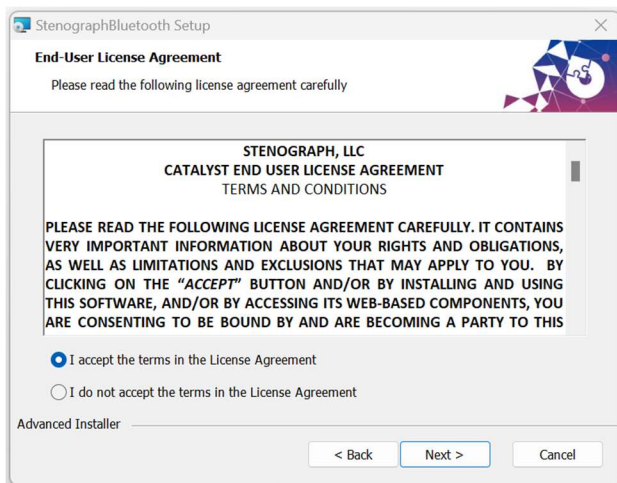 StenographBluetooth Setup
End-User License Agreement
Please read the following license agreement carefully
STENOGRAPH, LLC
CATALYST END USER LICENSE AGREEMENT
TERMS AND CONDITIONS
PLEASE READ THE FOLLOWING LICENSE AGREEMENT CAREFULLY. IT CONTAINS
VERY IMPORTANT INFORMATION ABOUT YOUR RIGHTS AND OBLIGATIONS,
AS WELL AS LIMITATIONS AND EXCLUSIONS THAT MAY APPLY TO YOU. BY
CLICKING ON THE “ACCEPT” BUTTON AND/OR BY INSTALLING AND USING
THIS SOFTWARE, AND/OR BY ACCESSING ITS WEB-BASED COMPONENTS, YOU
ARE CONSENTING TO BE BOUND BY AND ARE BECOMING A PARTY TO THIS
I accept the terms in the License Agreement
I do not accept the terms in the License Agreement
Advanced Installer
< Back Next > Cancel